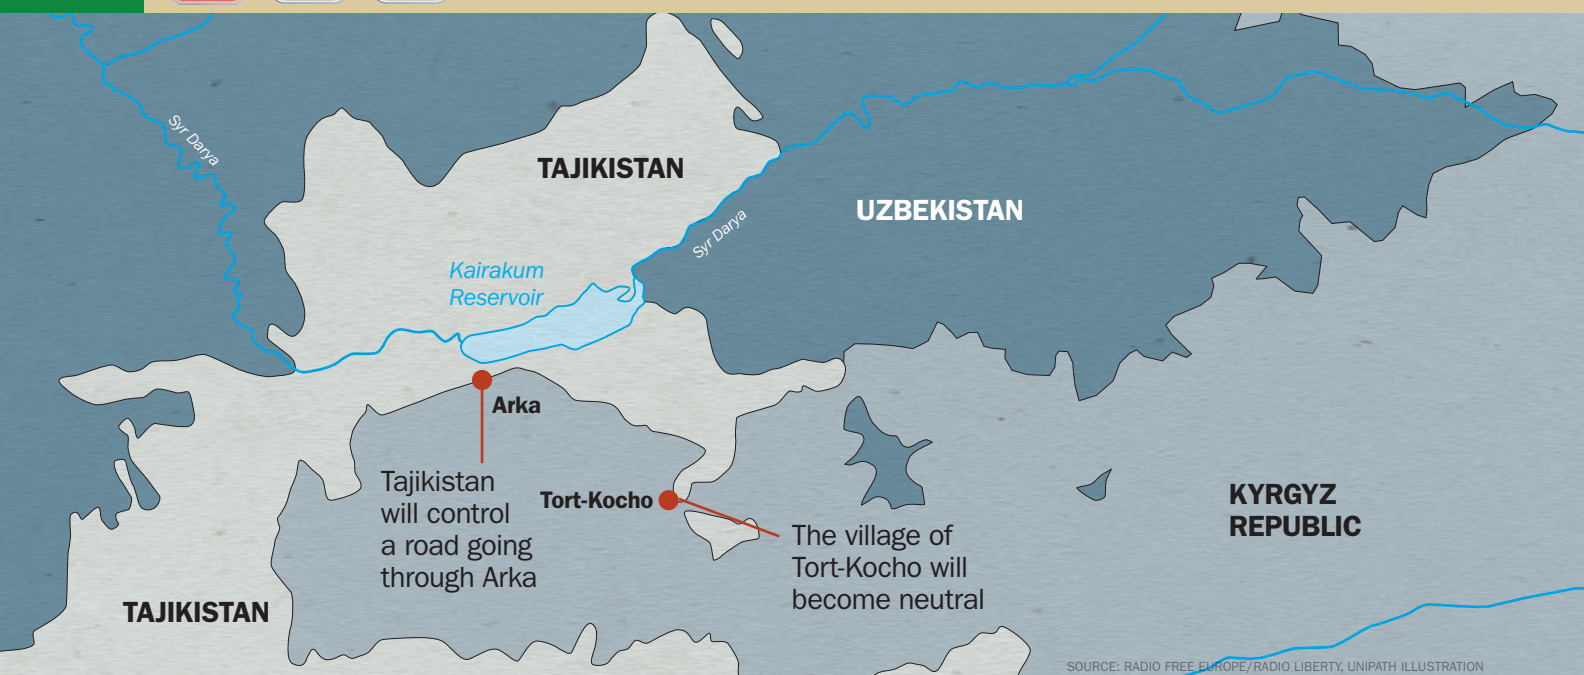 Syr Darya
TAJIKISTAN
UZBEKISTAN
Syr Darya
Kairakum
Reservoir
Arka
Tajikistan
will control
a road going
through Arka
Tort-Kocho
The village of
Tort-Kocho will
become neutral
KYRGYZ
REPUBLIC
TAJIKISTAN
SOURCE: RADIO FREE EUROPE/RADIO LIBERTY, UNIPATH ILLUSTRATION